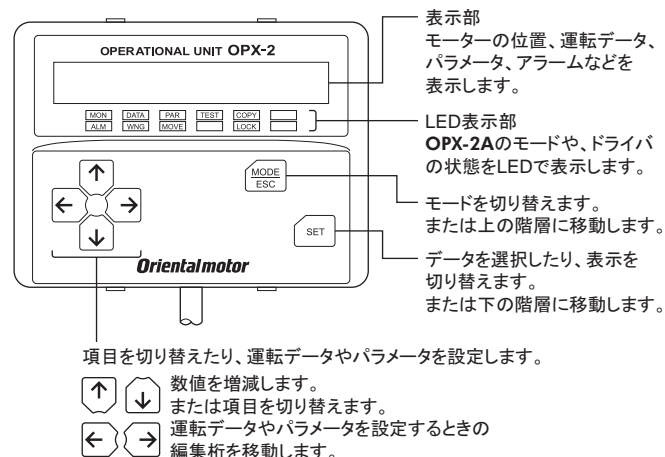 OPERATIONAL UNIT OPX-2
MON DATA PAR TEST COPY
ALM WNG MOVE LOCK
MODE
ESC
SET
Orientalmotor
表示部
モーターの位置、運転データ、
パラメータ、アラームなどを
表示します。
LED表示部
OPX-2Aのモードや、ドライバ
の状態をLEDで表示します。
モードを切り替えます。
または上の階層に移動します。
データを選択したり、表示を
切り替えます。
または下の階層に移動します。
項目を切り替えたり、運転データやパラメータを設定します。
数値を増減します。
または項目を切り替えます。
運転データやパラメータを設定するときの
編集桁を移動します。